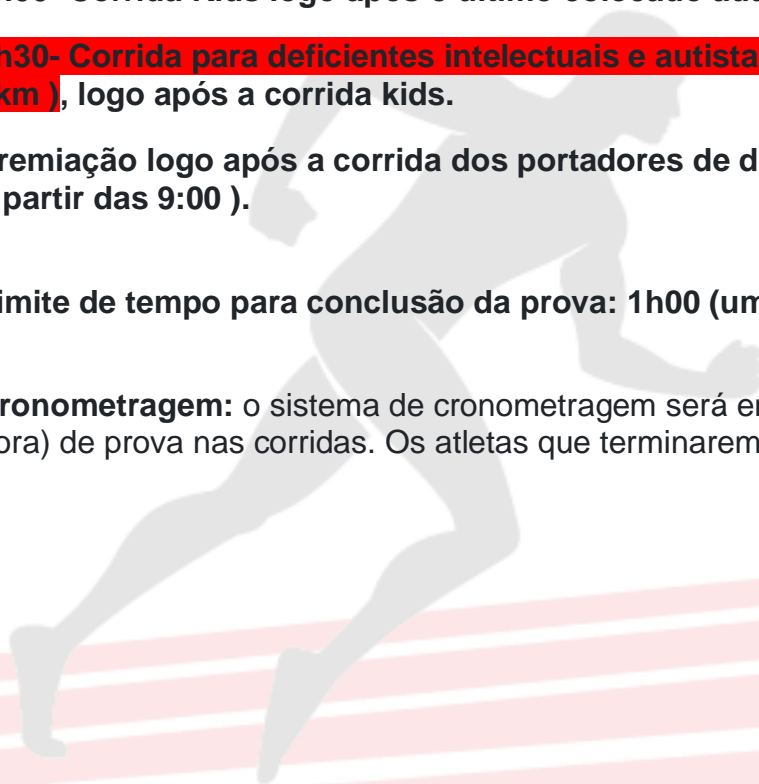 h30- Corrida para deficientes intelectuais e autista
km ), logo após a corrida kids.
remiação logo após a corrida dos portadores de d
partir das 9:00 ).
imite de tempo para conclusão da prova: 1h00 (um
ronometragem: o sistema de cronometragem será e
ora) de prova nas corridas. Os atletas que terminarem